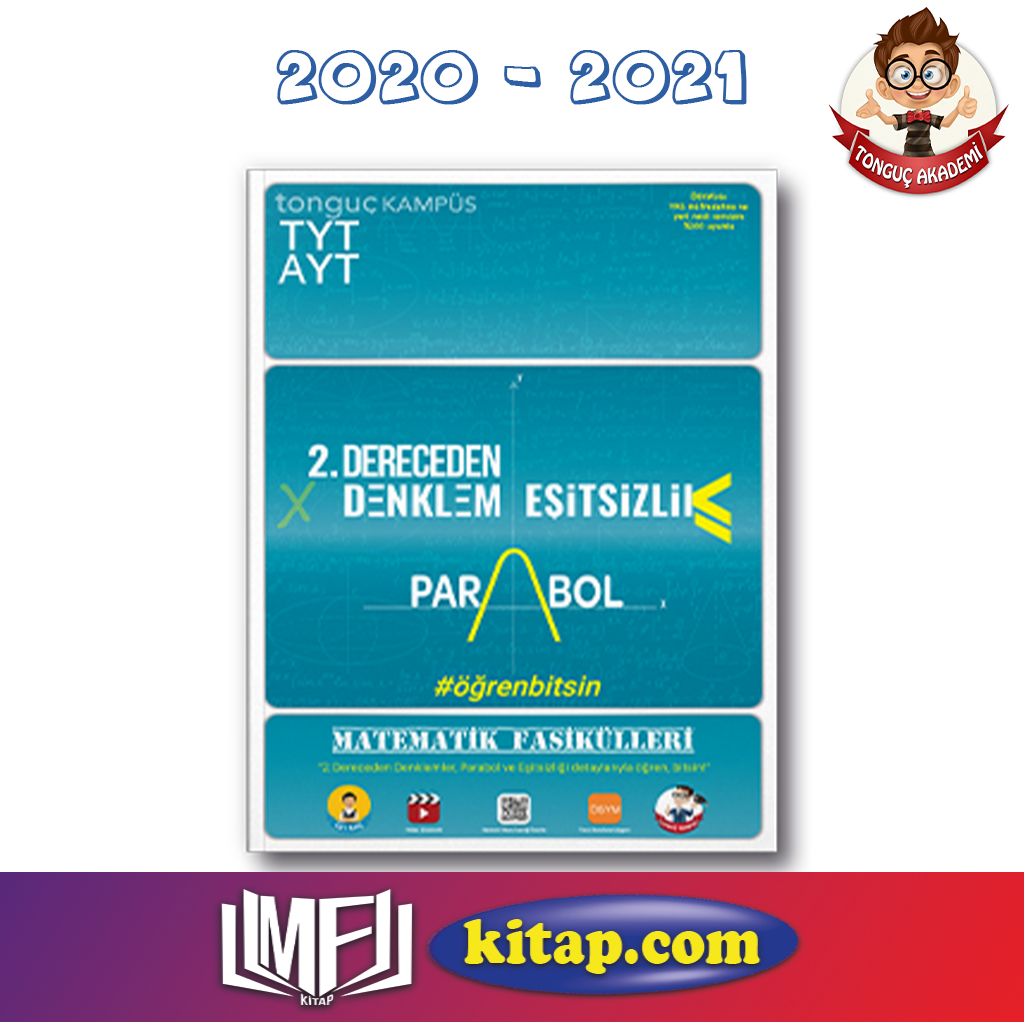 2020 - 2021
TONGUÇ AKADEMİ
tonguç KAMPÜS
TYT
AYT
2. DERECEDEN
X DENKLEM EŞİTSİZLİK
PARABOL
Y
X
#öğrenbitsin
MATEMATİK FASİKÜLLERİ
"2.Dereceden Denklemler, Parabol ve Eşitsizliği detaylarıyla öğren, bitsin!"
ÖSYM
MFL
KİTAP
kitap.com